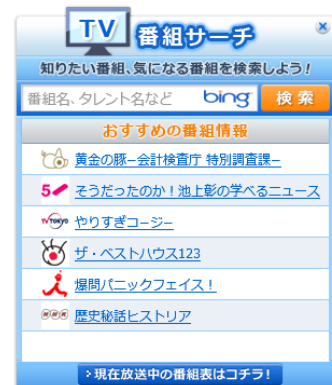 TV 番組サーチ
知りたい番組、気になる番組を検索しよう!
番組名、タレント名など bing 検索
おすすめの番組情報
黄金の豚−会計検査庁 特別調査課−
5 そうだったのか!池上彰の学べるニュース
TV TOKYO やりすぎコージー
ザ・ベストハウス123
爆問パニックフェイス!
NHK 歴史秘話ヒストリア
現在放送中の番組表はコチラ!